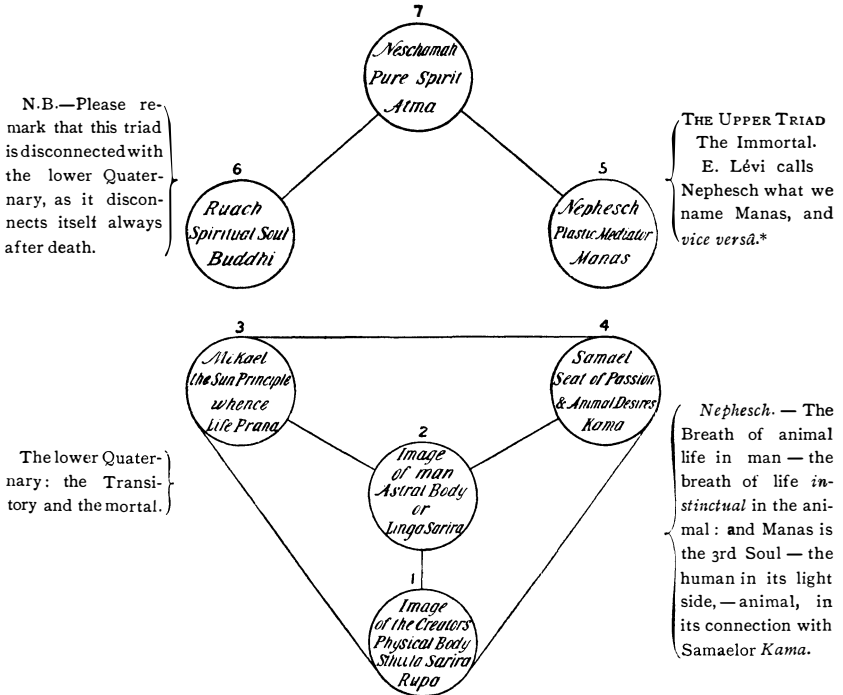 7
Neschamah
Pure Spirit
Atma
N.B.—Please re-
mark that this triad
is disconnected with
the lower Quater-
nary, as it discon-
nects itself always
after death.
6
Ruach
Spiritual Soul
Buddhi
5
Nephesch
Plastic Mediator
Manas
THE UPPER TRIAD
The Immortal.
E. Lévi calls
Nephesch what we
name Manas, and
vice versâ.*
3
Mikael
the Sun Principle
whence
Life Prana
4
Samael
Seat of Passion
& Animal Desires
Kama
2
Image
of man
Astral Body
or
Linga Sarira
1
Image
of the Creators
Physical Body
Sthula Sarira
Rupa
The lower Quater-
nary: the Transi-
tory and the mortal.
Nephesch. — The
Breath of animal
life in man — the
breath of life in-
stinctual in the ani-
mal: and Manas is
the 3rd Soul — the
human in its light
side, — animal, in
its connection with
Samaelor Kama.